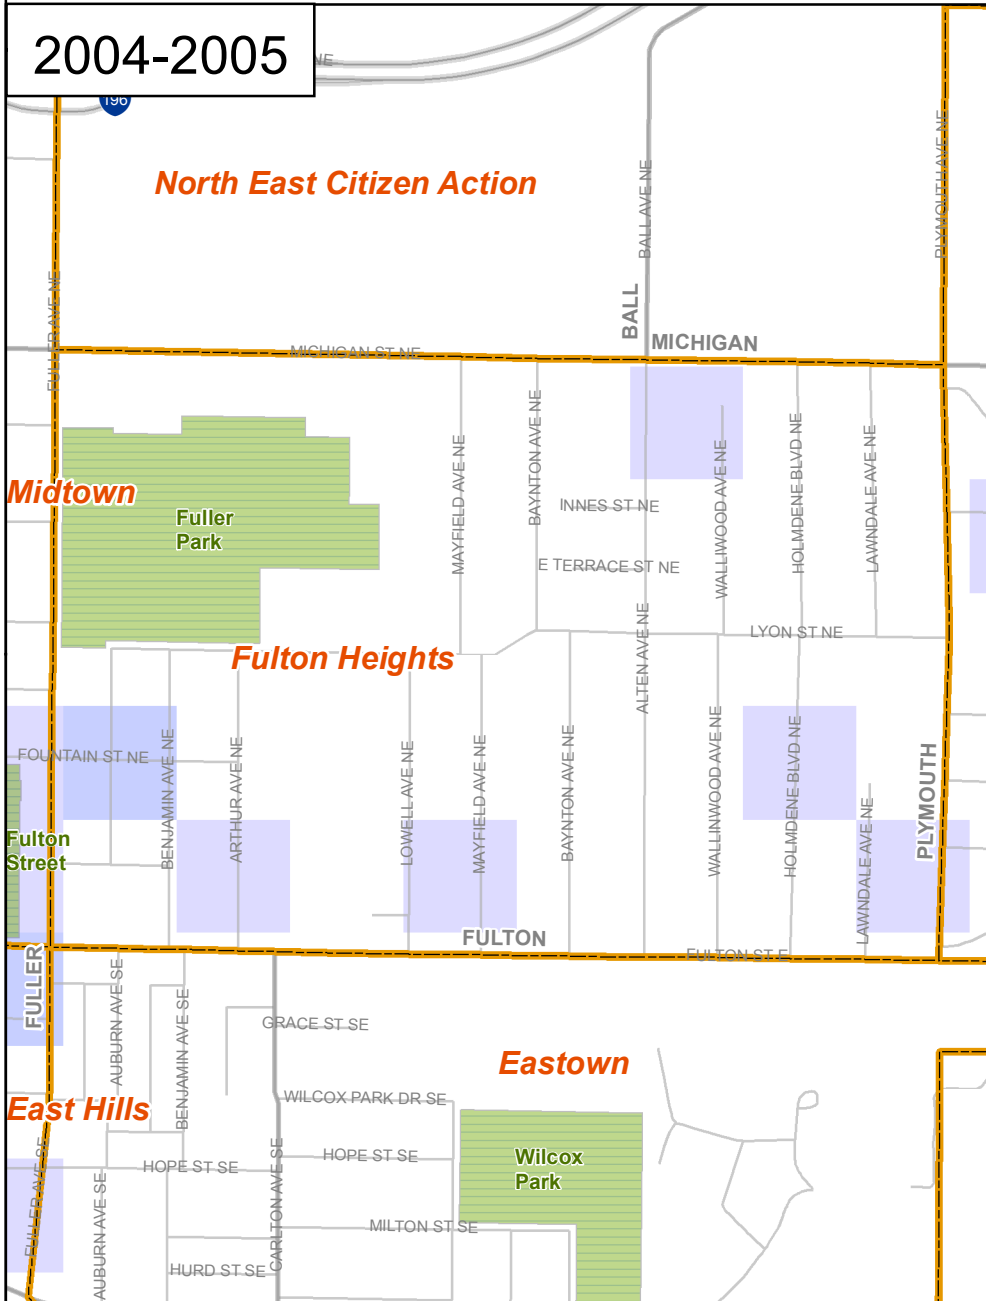 2004-2005
NE
196
North East Citizen Action
BALL AVE NE
PLYMOUTH AVE NE
FULLER AVE NE
BALL
MICHIGAN
MICHIGAN ST NE
MAYFIELD AVE NE
BAYNTON AVE NE
WALLIWOOD AVE NE
HOLMDENE BLVD NE
LAWNDALE AVE NE
Midtown
Fuller
Park
INNES ST NE
E TERRACE ST NE
ALTEN AVE NE
LYON ST NE
Fulton Heights
FOUNTAIN ST NE
BENJAMIN AVE NE
ARTHUR AVE NE
LOWELL AVE NE
MAYFIELD AVE NE
BAYNTON AVE NE
WALLINWOOD AVE NE
HOLMDENE BLVD NE
LAWNDALE AVE NE
PLYMOUTH
Fulton
Street
FULTON
FULTON ST E
FULLER
AUBURN AVE SE
BENJAMIN AVE SE
GRACE ST SE
Eastown
WILCOX PARK DR SE
East Hills
FULLER AVE SE
HOPE ST SE
HOPE ST SE
CARLTON AVE SE
Wilcox
Park
AUBURN AVE SE
MILTON ST SE
HURD ST SE